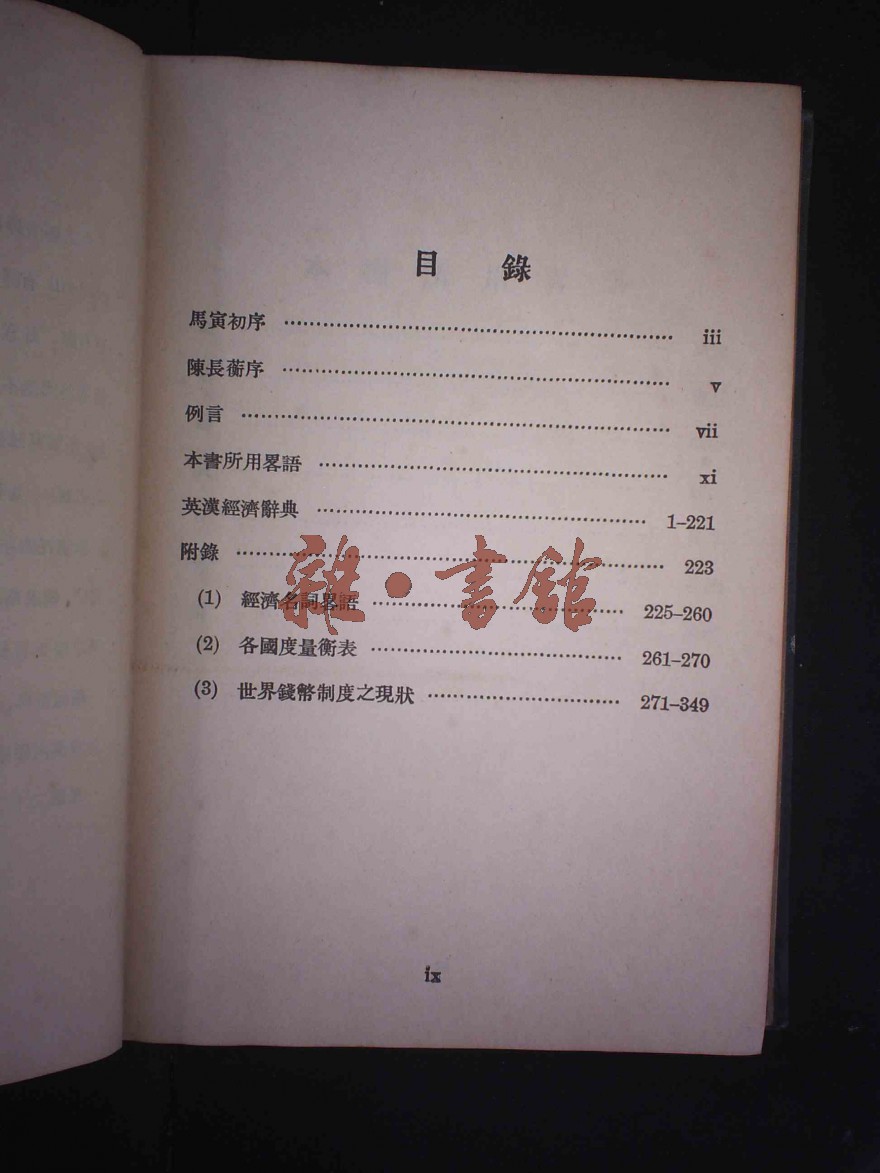 目 錄
馬寅初序 …… iii
陳長蘅序 …… v
例言 …… vii
本書所用畧語 …… xi
英漢經濟辭典 …… 1–221
附錄 …… 223
(1) 經濟名詞畧語 …… 225–260
(2) 各國度量衡表 …… 261–270
(3) 世界錢幣制度之現狀 …… 271–349
雜·書館
ix